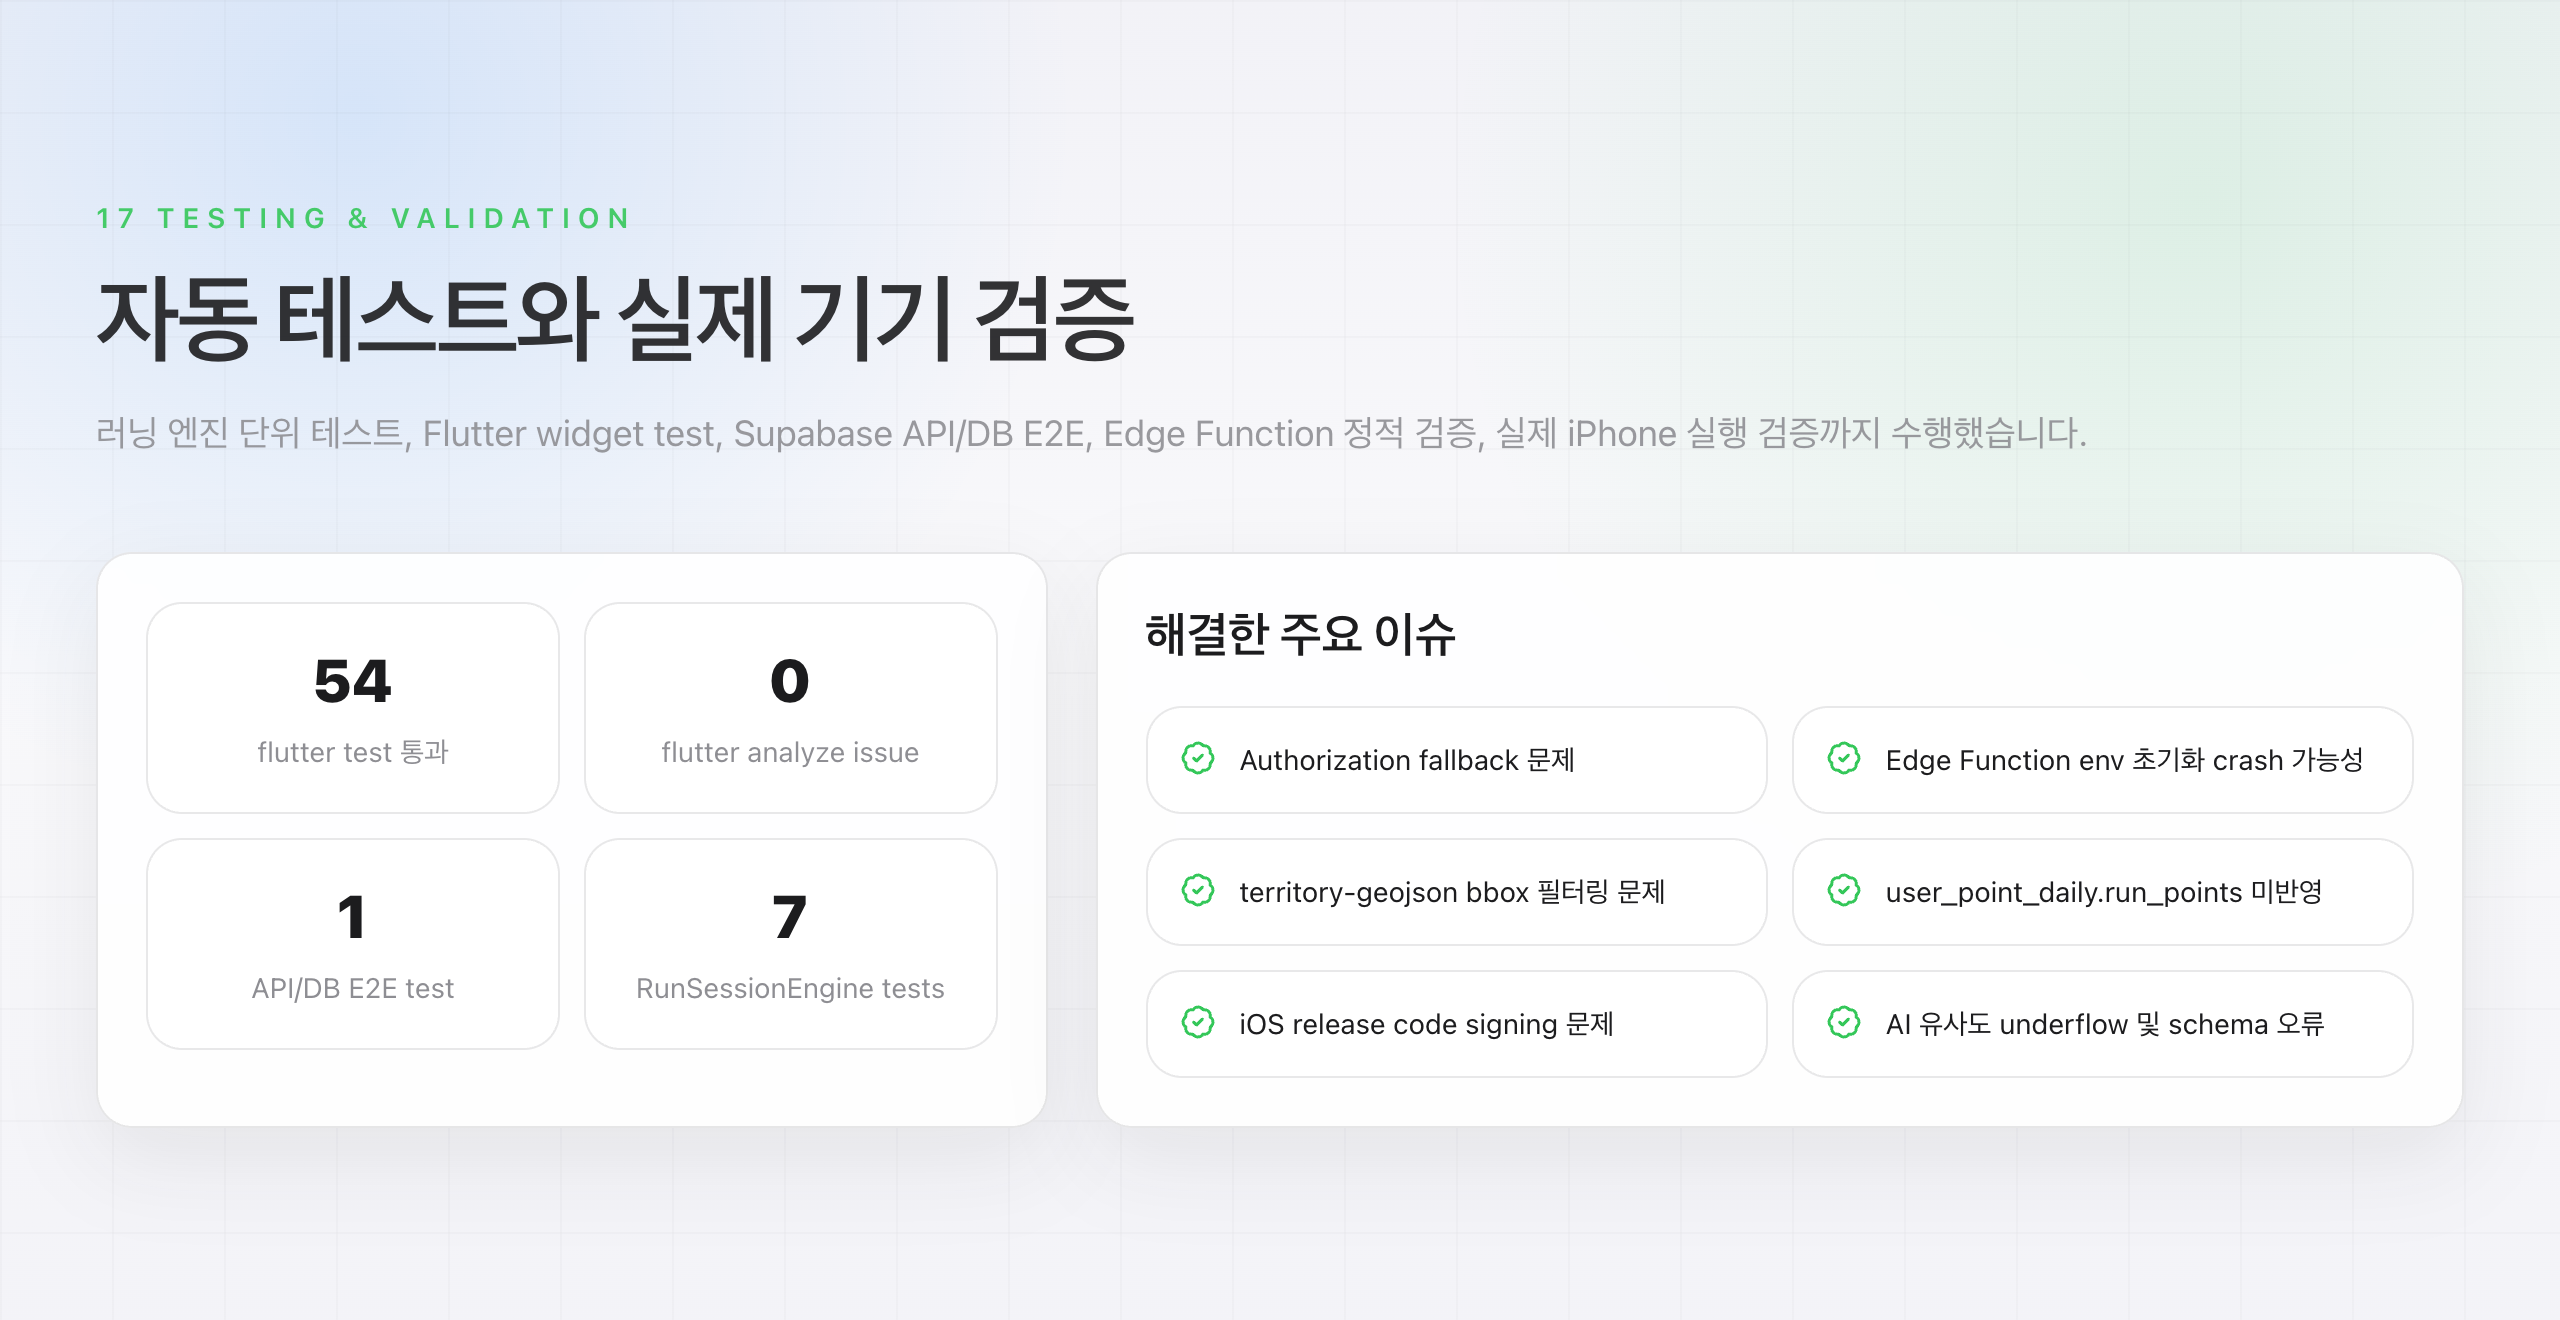 17 TESTING & VALIDATION
자동 테스트와 실제 기기 검증
러닝 엔진 단위 테스트, Flutter widget test, Supabase API/DB E2E, Edge Function 정적 검증, 실제 iPhone 실행 검증까지 수행했습니다.
54
flutter test 통과
0
flutter analyze issue
1
API/DB E2E test
7
RunSessionEngine tests
해결한 주요 이슈
Authorization fallback 문제
Edge Function env 초기화 crash 가능성
territory-geojson bbox 필터링 문제
user_point_daily.run_points 미반영
iOS release code signing 문제
AI 유사도 underflow 및 schema 오류